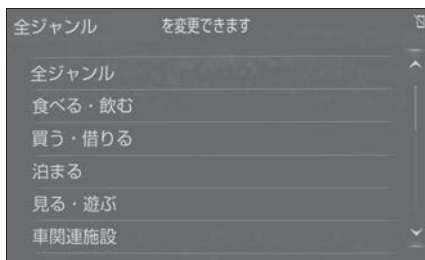 全ジャンル を変更できます
全ジャンル
食べる・飲む
買う・借りる
泊まる
見る・遊ぶ
車関連施設